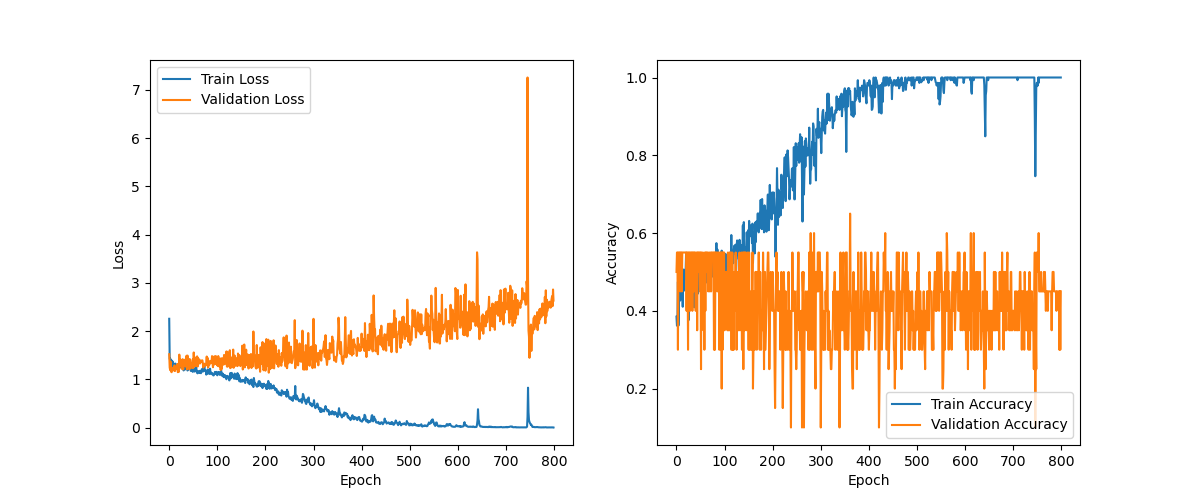 Train Loss
Validation Loss
7
6
5
4
3
2
1
0
Loss
0 100 200 300 400 500 600 700 800
Epoch
1.0
0.8
0.6
0.4
0.2
Accuracy
Train Accuracy
Validation Accuracy
0 100 200 300 400 500 600 700 800
Epoch